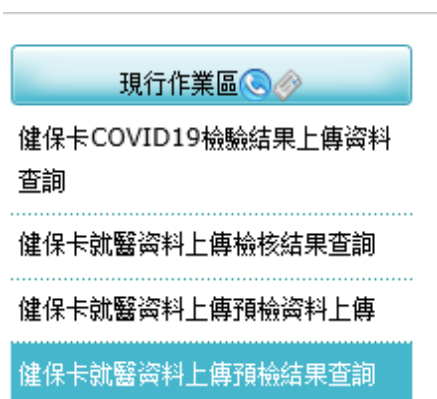 現行作業區
健保卡COVID19檢驗結果上傳資料
查詢
健保卡就醫資料上傳檢核結果查詢
健保卡就醫資料上傳預檢資料上傳
健保卡就醫資料上傳預檢結果查詢